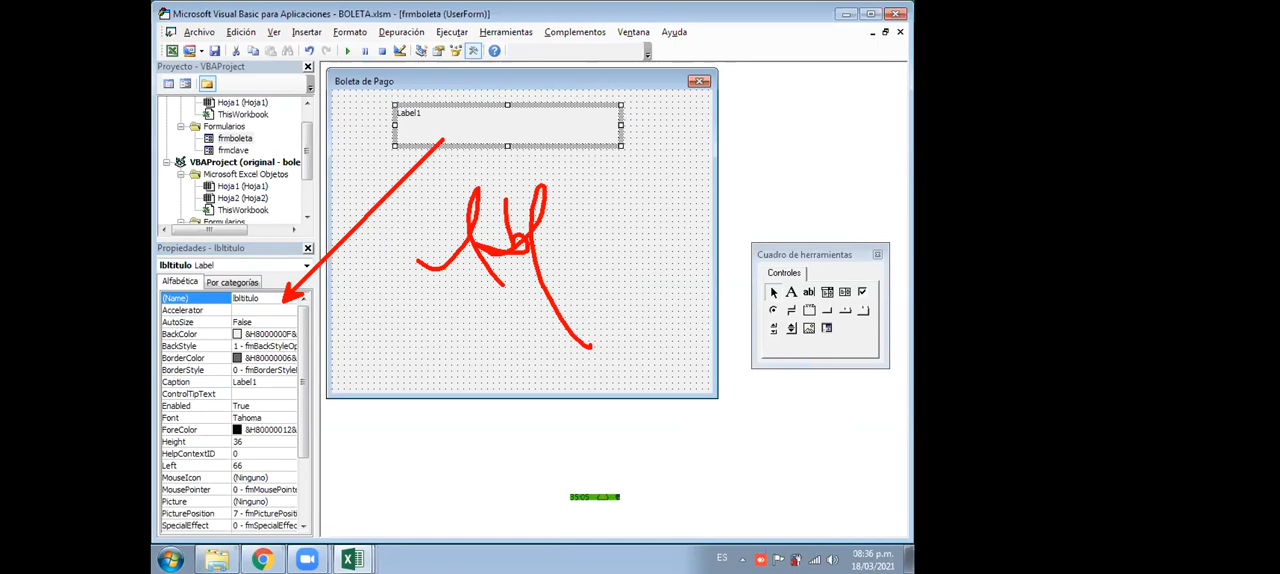 Microsoft Visual Basic para Aplicaciones - BOLETA.xlsm - [frmboleta (UserForm)]
Archivo Edición Ver Insertar Formato Depuración Ejecutar Herramientas Complementos Ventana Ayuda
Proyecto - VBAProject
Hoja1 (Hoja1)
ThisWorkbook
Formularios
frmboleta
frmclave
VBAProject (original - bole
Microsoft Excel Objetos
Hoja1 (Hoja1)
Hoja2 (Hoja2)
ThisWorkbook
Formularios
Propiedades - lbltitulo
lbltitulo Label
Alfabética Por categorías
(Name) lbltitulo
Accelerator
AutoSize False
BackColor &H8000000F&
BackStyle 1 - fmBackStyleOp
BorderColor &H80000006&
BorderStyle 0 - fmBorderStyle
Caption Label1
ControlTipText
Enabled True
Font Tahoma
ForeColor &H80000012&
Height 36
HelpContextID 0
Left 66
MouseIcon (Ninguno)
MousePointer 0 - fmMousePointe
Picture (Ninguno)
PicturePosition 7 - fmPicturePosit
SpecialEffect 0 - fmSpecialEffec
Boleta de Pago
Label1
lbl
Cuadro de herramientas
Controles
A ab|
35:05
ES
08:36 p.m.
18/03/2021